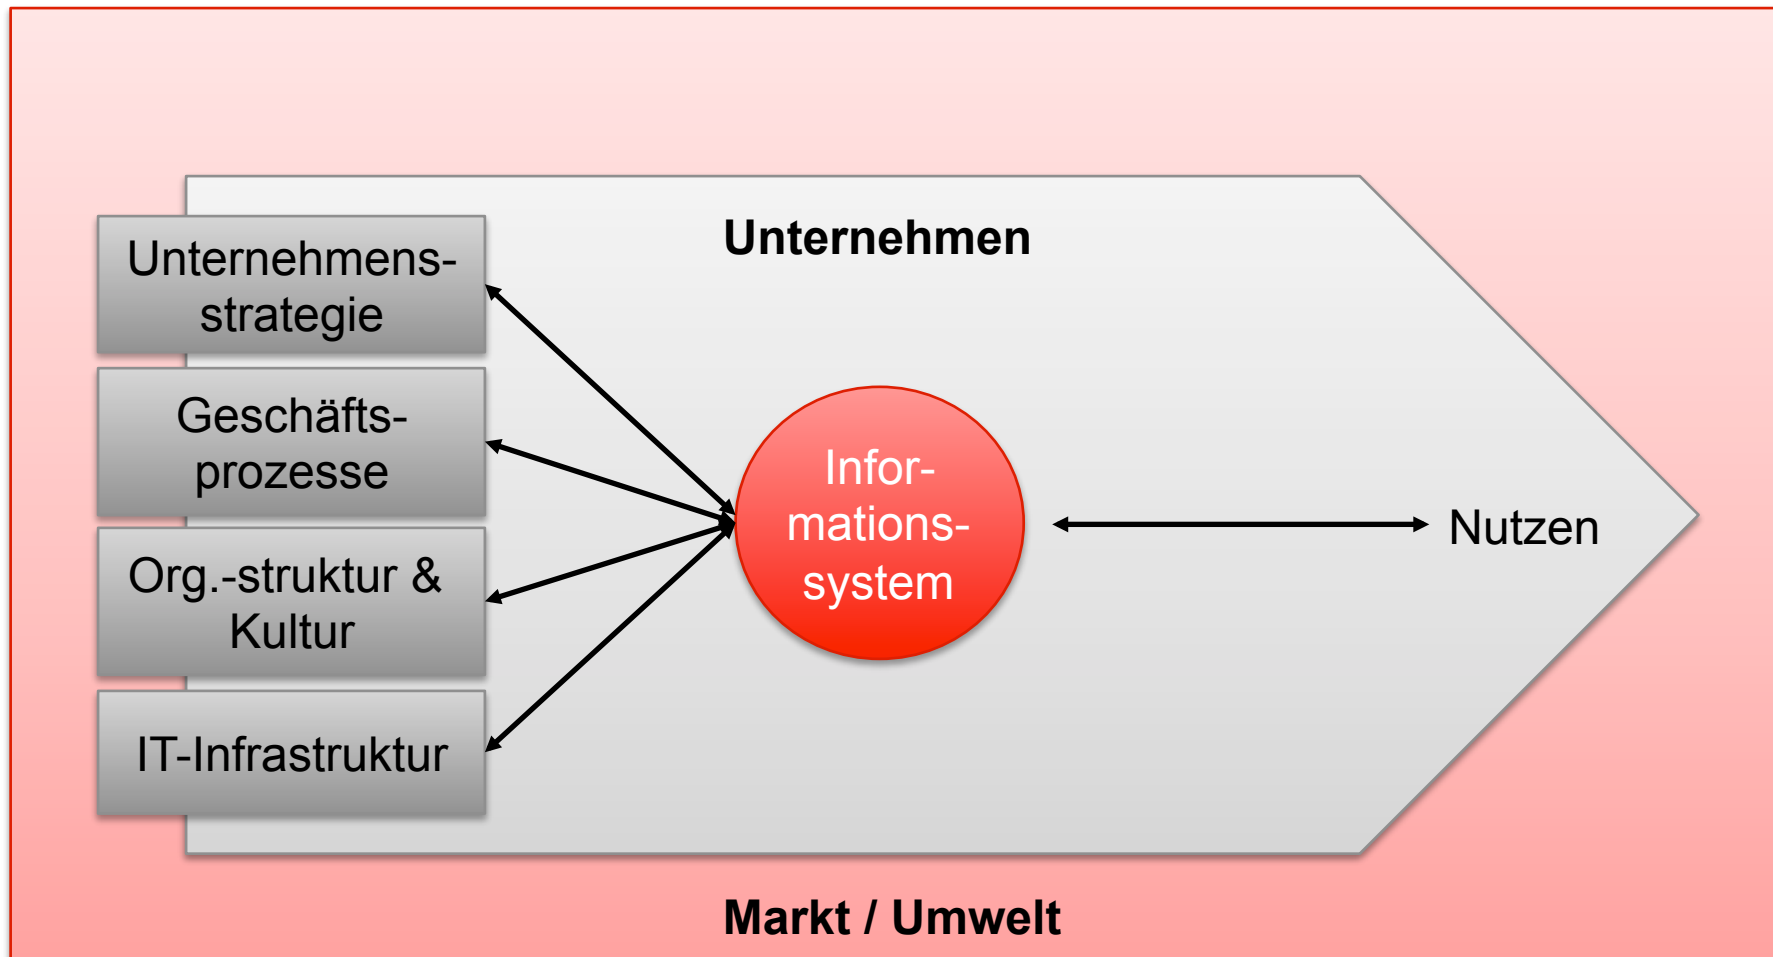 Unternehmen
Unternehmens-
strategie
Geschäfts-
prozesse
Org.-struktur &
Kultur
IT-Infrastruktur
Infor-
mations-
system
Nutzen
Markt / Umwelt